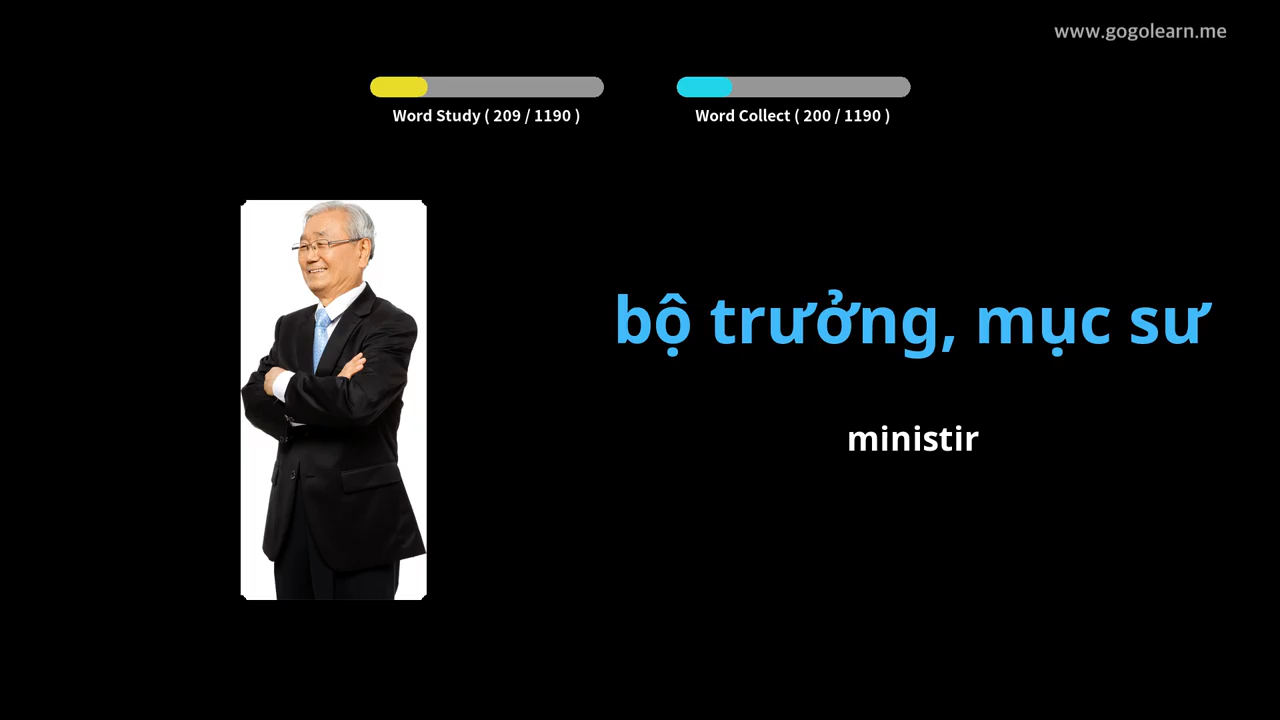 www.gogolearn.me
Word Study ( 209 / 1190 )
Word Collect ( 200 / 1190 )
bộ trưởng, mục sư
ministir